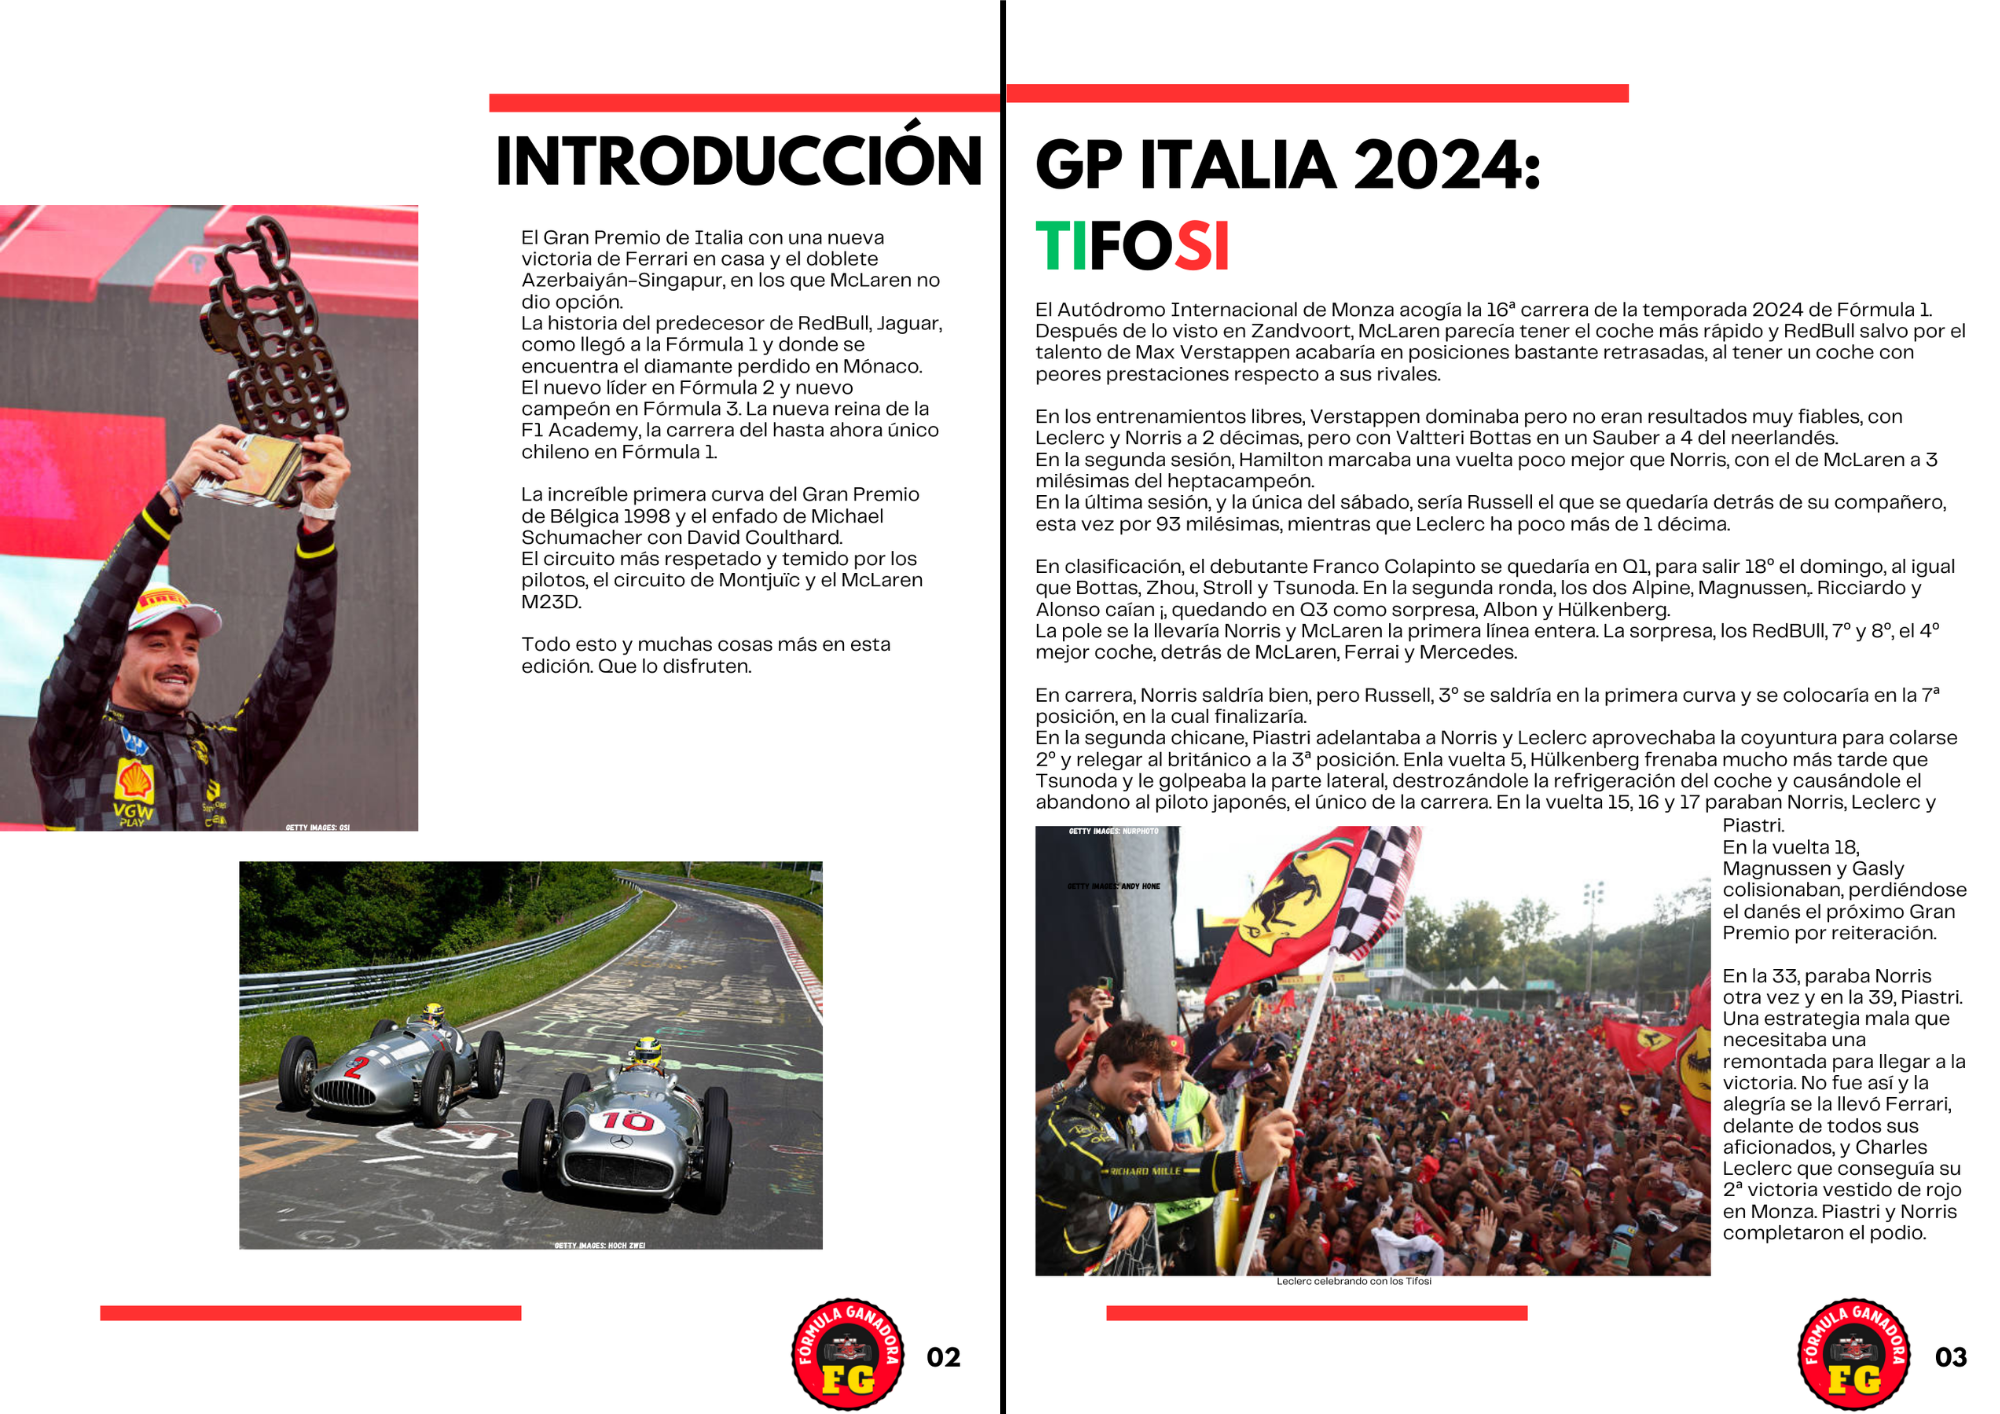 INTRODUCCIÓN
El Gran Premio de Italia con una nueva
victoria de Ferrari en casa y el doblete
Azerbaiyán-Singapur, en los que McLaren no
dio opción.
La historia del predecesor de RedBull, Jaguar,
como llegó a la Fórmula 1 y donde se
encuentra el diamante perdido en Mónaco.
El nuevo líder en Fórmula 2 y nuevo
campeón en Fórmula 3. La nueva reina de la
F1 Academy, la carrera del hasta ahora único
chileno en Fórmula 1.
La increíble primera curva del Gran Premio
de Bélgica 1998 y el enfado de Michael
Schumacher con David Coulthard.
El circuito más respetado y temido por los
pilotos, el circuito de Montjuïc y el McLaren
M23D.
Todo esto y muchas cosas más en esta
edición. Que lo disfruten.
PIRELLI
VGW
PLAY
GETTY IMAGES: GSI
2
10
GETTY IMAGES: HOCH ZWEI
FÓRMULA GANADORA
FG
02
GP ITALIA 2024:
TIFOSI
El Autódromo Internacional de Monza acogía la 16ª carrera de la temporada 2024 de Fórmula 1.
Después de lo visto en Zandvoort, McLaren parecía tener el coche más rápido y RedBull salvo por el
talento de Max Verstappen acabaría en posiciones bastante retrasadas, al tener un coche con
peores prestaciones respecto a sus rivales.
En los entrenamientos libres, Verstappen dominaba pero no eran resultados muy fiables, con
Leclerc y Norris a 2 décimas, pero con Valtteri Bottas en un Sauber a 4 del neerlandés.
En la segunda sesión, Hamilton marcaba una vuelta poco mejor que Norris, con el de McLaren a 3
milésimas del heptacampeón.
En la última sesión, y la única del sábado, sería Russell el que se quedaría detrás de su compañero,
esta vez por 93 milésimas, mientras que Leclerc ha poco más de 1 décima.
En clasificación, el debutante Franco Colapinto se quedaría en Q1, para salir 18º el domingo, al igual
que Bottas, Zhou, Stroll y Tsunoda. En la segunda ronda, los dos Alpine, Magnussen,. Ricciardo y
Alonso caían ¡, quedando en Q3 como sorpresa, Albon y Hülkenberg.
La pole se la llevaría Norris y McLaren la primera línea entera. La sorpresa, los RedBUll, 7º y 8º, el 4º
mejor coche, detrás de McLaren, Ferrai y Mercedes.
En carrera, Norris saldría bien, pero Russell, 3º se saldría en la primera curva y se colocaría en la 7ª
posición, en la cual finalizaría.
En la segunda chicane, Piastri adelantaba a Norris y Leclerc aprovechaba la coyuntura para colarse
2º y relegar al británico a la 3ª posición. Enla vuelta 5, Hülkenberg frenaba mucho más tarde que
Tsunoda y le golpeaba la parte lateral, destrozándole la refrigeración del coche y causándole el
abandono al piloto japonés, el único de la carrera. En la vuelta 15, 16 y 17 paraban Norris, Leclerc y
Piastri.
En la vuelta 18,
Magnussen y Gasly
colisionaban, perdiéndose
el danés el próximo Gran
Premio por reiteración.
En la 33, paraba Norris
otra vez y en la 39, Piastri.
Una estrategia mala que
necesitaba una
remontada para llegar a la
victoria. No fue así y la
alegría se la llevó Ferrari,
delante de todos sus
aficionados, y Charles
Leclerc que conseguía su
2ª victoria vestido de rojo
en Monza. Piastri y Norris
completaron el podio.
GETTY IMAGES: NURPHOTO
GETTY IMAGES: ANDY HONE
RICHARD MILLE
Leclerc celebrando con los Tifosi
FÓRMULA GANADORA
FG
03